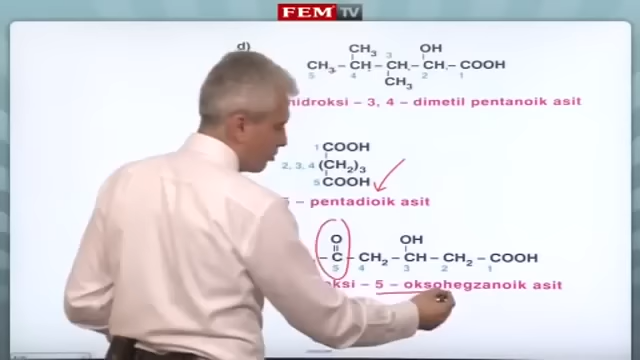 FEM TV
d)
CH3 3 OH
CH3 – CH – CH – CH – COOH
5 4 CH3 2 1
hidroksi – 3, 4 – dimetil pentanoik asit
1 COOH
2, 3, 4 (CH2)3
5 COOH
– pentadioik asit
O OH
– C – CH2 – CH – CH2 – COOH
5 4 3 2 1
oksi – 5 – oksohegzanoik asit